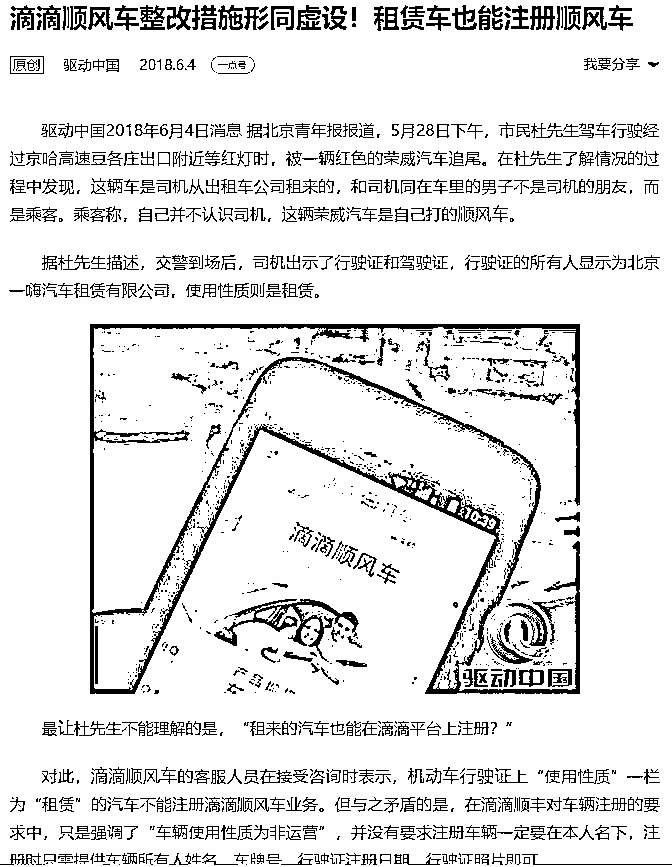 滴滴顺风车整改措施形同虚设！租赁车也能注册顺风车
原创 驱动中国 2018.6.4 一点号 我要分享
驱动中国2018年6月4日消息 据北京青年报报道，5月28日下午，市民杜先生驾车行驶经
过京哈高速豆各庄出口附近等红灯时，被一辆红色的荣威汽车追尾。在杜先生了解情况的过
程中发现，这辆车是司机从出租车公司租来的，和司机同在车里的男子不是司机的朋友，而
是乘客。乘客称，自己并不认识司机，这辆荣威汽车是自己打的顺风车。
据杜先生描述，交警到场后，司机出示了行驶证和驾驶证，行驶证的所有人显示为北京
一嗨汽车租赁有限公司，使用性质则是租赁。
10:39
滴滴顺风车
驱动中国
最让杜先生不能理解的是，“租来的汽车也能在滴滴平台上注册？”
对此，滴滴顺风车的客服人员在接受咨询时表示，机动车行驶证上“使用性质”一栏
为“租赁”的汽车不能注册滴滴顺风车业务。但与之矛盾的是，在滴滴顺丰对车辆注册的要
求中，只是强调了“车辆使用性质为非运营”，并没有要求注册车辆一定要在本人名下，注
册时只需提供车辆所有人姓名、车牌号、行驶证注册日期、行驶证照片即可